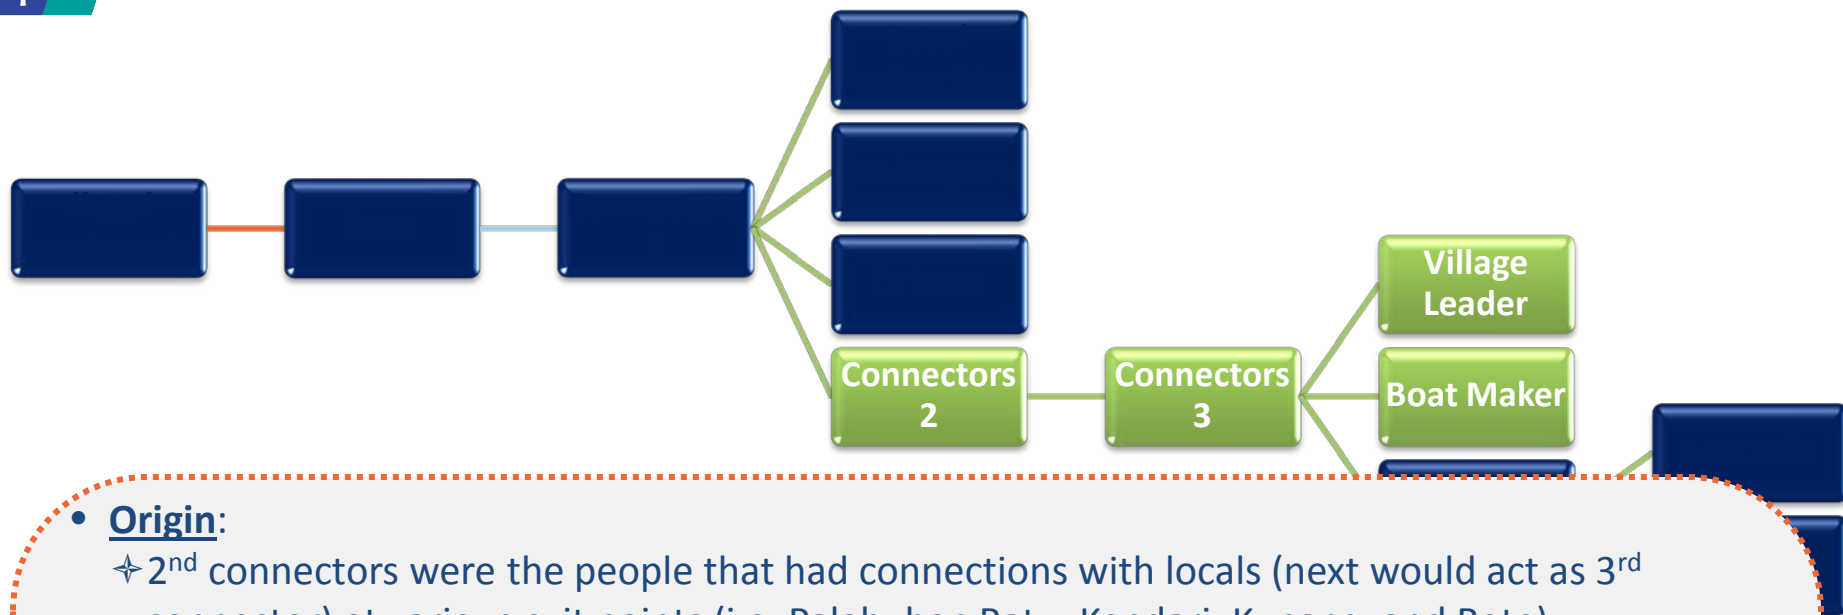 Village
Leader
Connectors
2
Connectors
3
Boat Maker
• Origin:
2nd connectors were the people that had connections with locals (next would act as 3rd